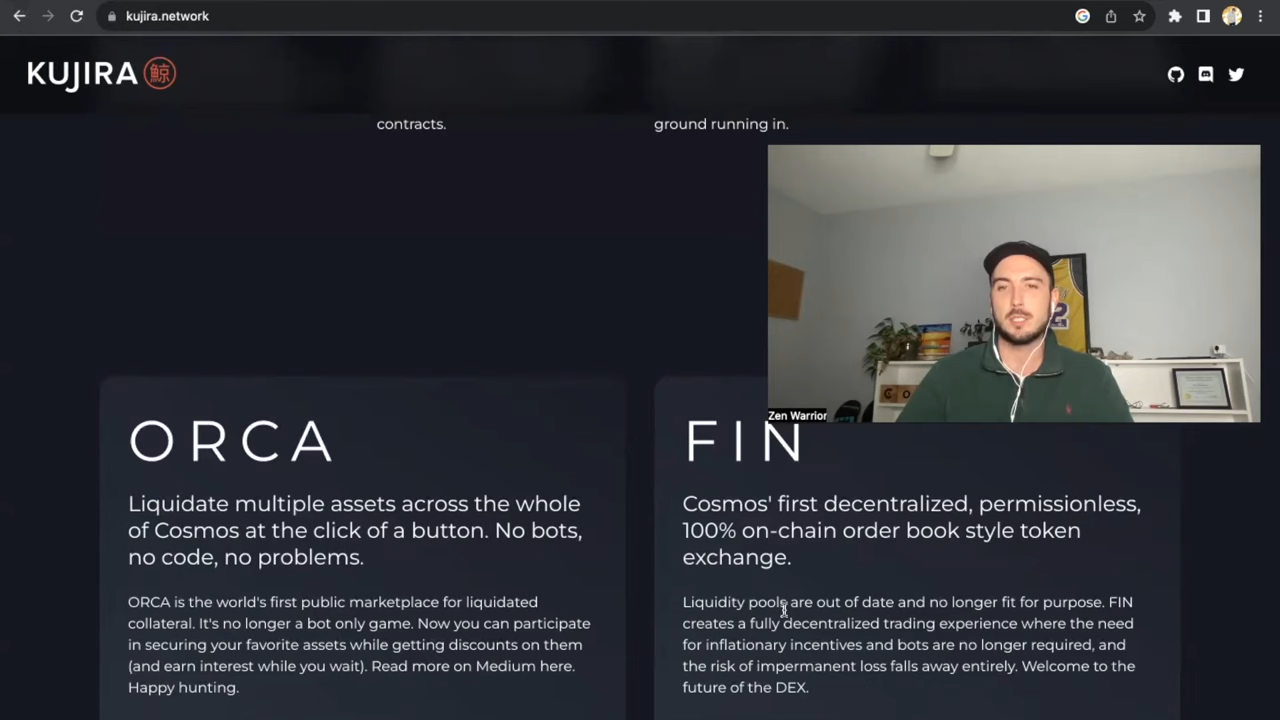 kujira.network
KUJIRA 鯨
contracts.
ground running in.
Zen Warrior
ORCA
Liquidate multiple assets across the whole
of Cosmos at the click of a button. No bots,
no code, no problems.
ORCA is the world's first public marketplace for liquidated
collateral. It's no longer a bot only game. Now you can participate
in securing your favorite assets while getting discounts on them
(and earn interest while you wait). Read more on Medium here.
Happy hunting.
FIN
Cosmos' first decentralized, permissionless,
100% on-chain order book style token
exchange.
Liquidity pools are out of date and no longer fit for purpose. FIN
creates a fully decentralized trading experience where the need
for inflationary incentives and bots are no longer required, and
the risk of impermanent loss falls away entirely. Welcome to the
future of the DEX.